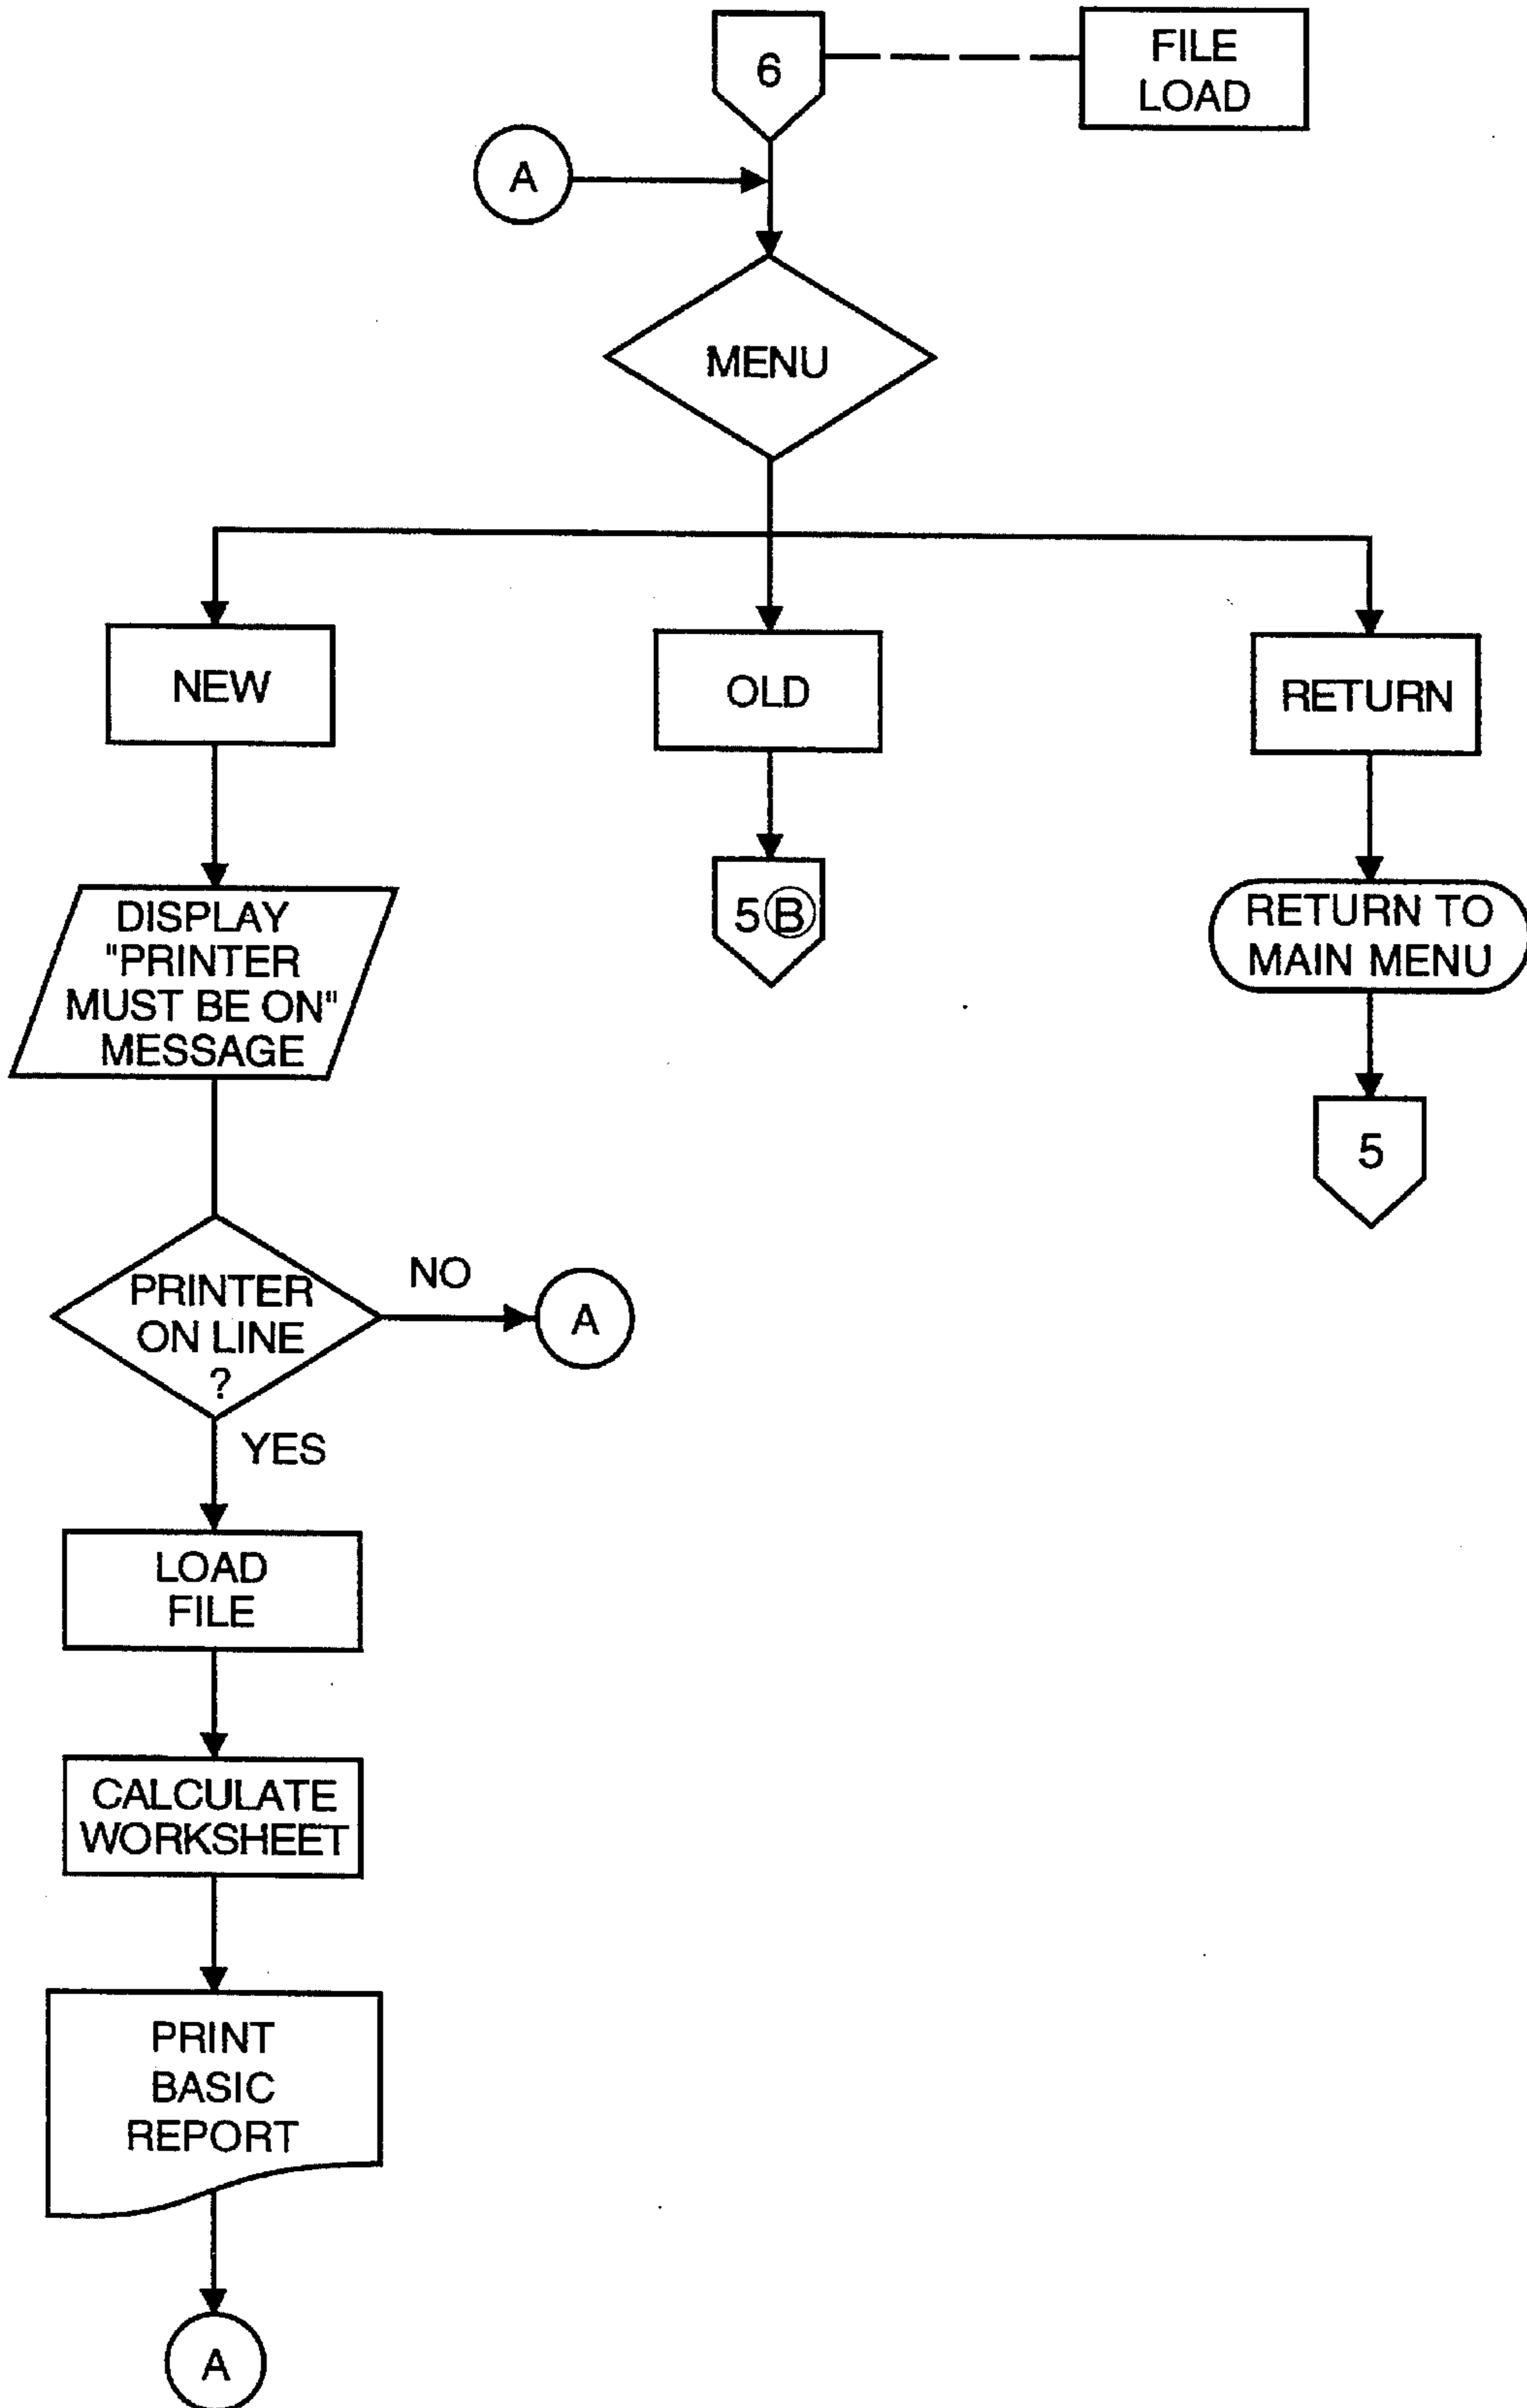 6
FILE
LOAD
A
MENU
NEW
OLD
RETURN
DISPLAY
"PRINTER
MUST BE ON"
MESSAGE
5 B
RETURN TO
MAIN MENU
5
PRINTER
ON LINE
?
NO
A
YES
LOAD
FILE
CALCULATE
WORKSHEET
PRINT
BASIC
REPORT
A